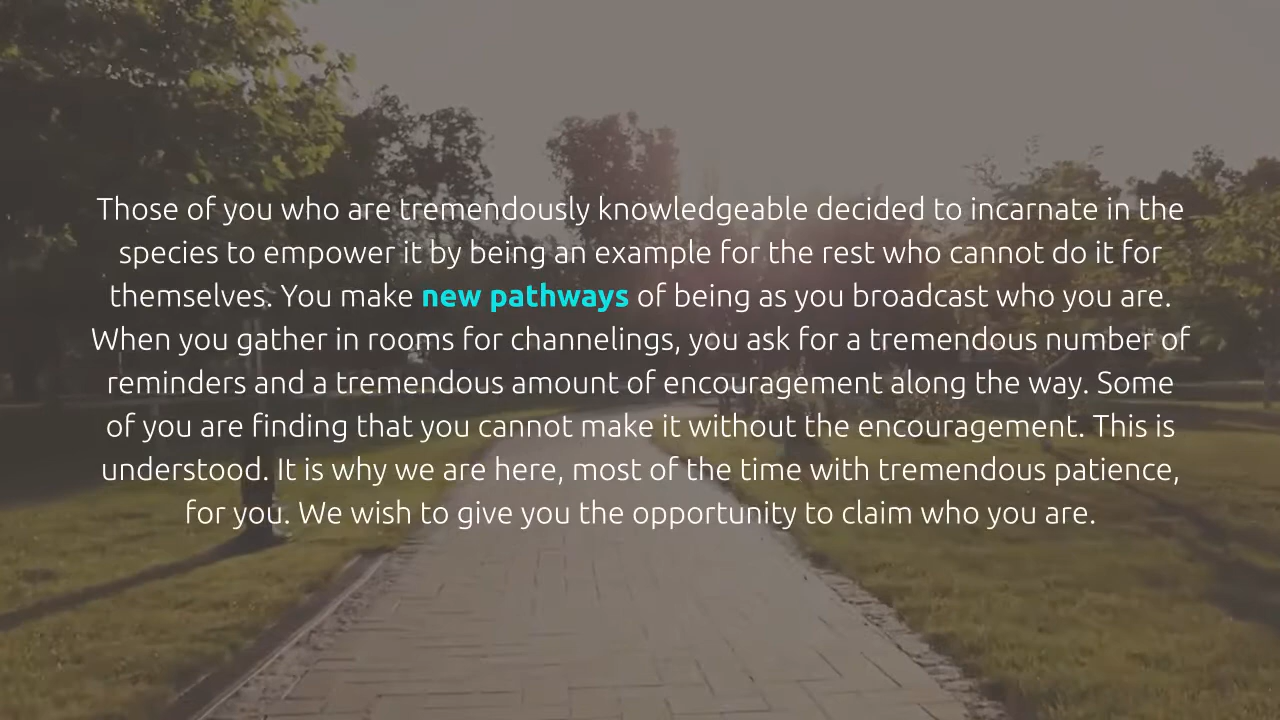 Those of you who are tremendously knowledgeable decided to incarnate in the
species to empower it by being an example for the rest who cannot do it for
themselves. You make new pathways of being as you broadcast who you are.
When you gather in rooms for channelings, you ask for a tremendous number of
reminders and a tremendous amount of encouragement along the way. Some
of you are finding that you cannot make it without the encouragement. This is
understood. It is why we are here, most of the time with tremendous patience,
for you. We wish to give you the opportunity to claim who you are.